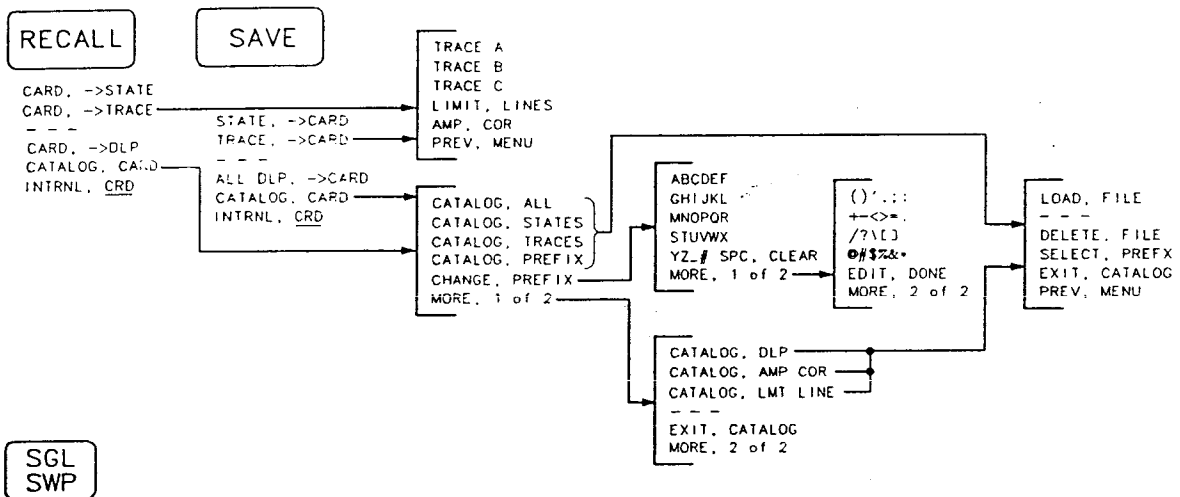 RECALL
SAVE
CARD, ->STATE
CARD, ->TRACE
- - -
CARD, ->DLP
CATALOG, CARD
INTRNL, CRD
STATE, ->CARD
TRACE, ->CARD
- - -
ALL DLP, ->CARD
CATALOG, CARD
INTRNL, CRD
TRACE A
TRACE B
TRACE C
LIMIT, LINES
AMP, COR
PREV, MENU
CATALOG, ALL
CATALOG, STATES
CATALOG, TRACES
CATALOG, PREFIX
CHANGE, PREFIX
MORE, 1 of 2
ABCDEF
GHIJKL
MNOPQR
STUVWX
YZ_# SPC, CLEAR
MORE, 1 of 2
()'.;:
+-<>=.
/?\[]
@#$%&*
EDIT, DONE
MORE, 2 of 2
CATALOG, DLP
CATALOG, AMP COR
CATALOG, LMT LINE
- - -
EXIT, CATALOG
MORE, 2 of 2
LOAD, FILE
- - -
DELETE, FILE
SELECT, PREFX
EXIT, CATALOG
PREV, MENU
SGL
SWP